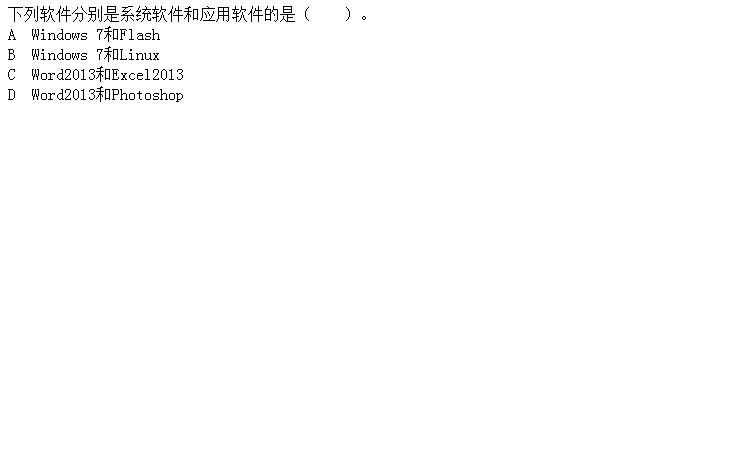 下列软件分别是系统软件和应用软件的是（　　）。
A  Windows 7和Flash
B  Windows 7和Linux
C  Word2013和Excel2013
D  Word2013和Photoshop